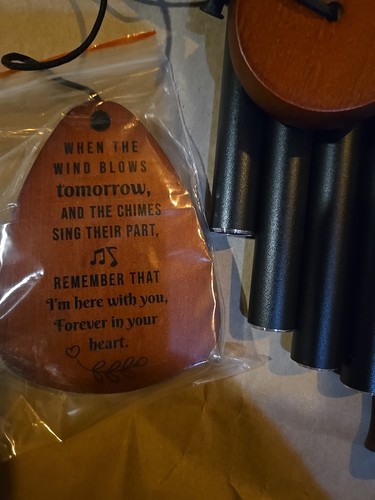 WHEN THE
WIND BLOWS
tomorrow,
AND THE CHIMES
SING THEIR PART,
REMEMBER THAT
I'm here with you,
Forever in your
heart.